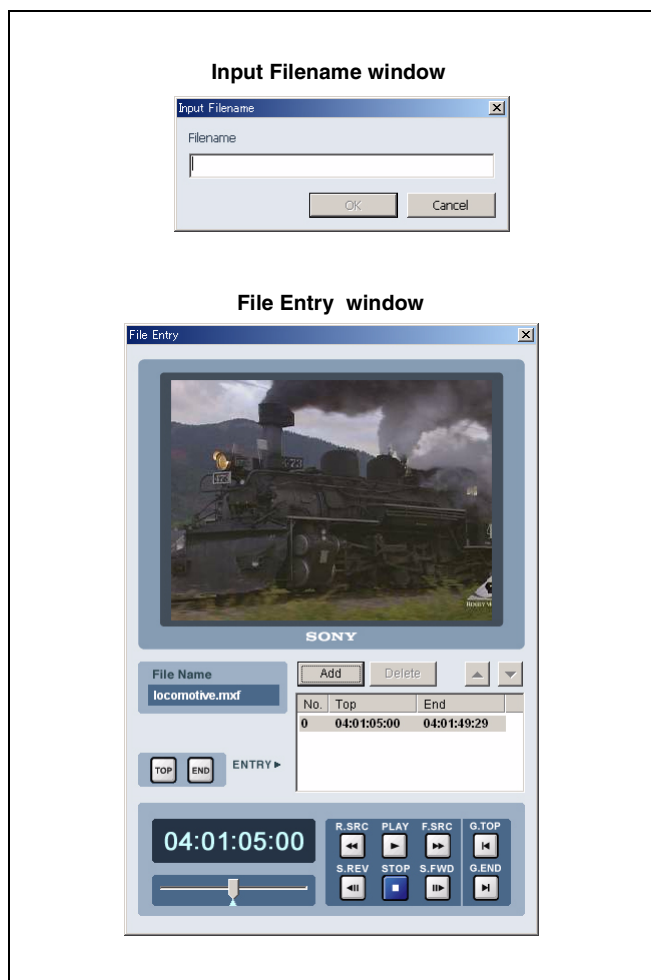 Input Filename window
Input Filename
Filename
OK
Cancel
File Entry window
File Entry
SONY
File Name
locomotive.mxf
Add
Delete
No. Top End
0 04:01:05:00 04:01:49:29
TOP END ENTRY
04:01:05:00
R.SRC PLAY F.SRC G.TOP
S.REV STOP S.FWD G.END